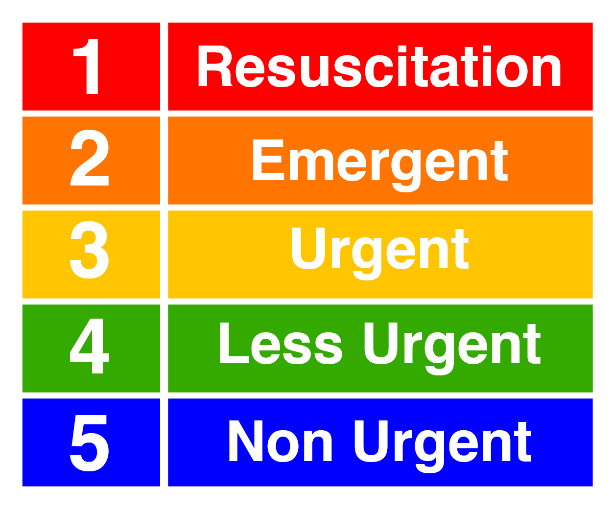 1 Resuscitation
2 Emergent
3 Urgent
4 Less Urgent
5 Non Urgent